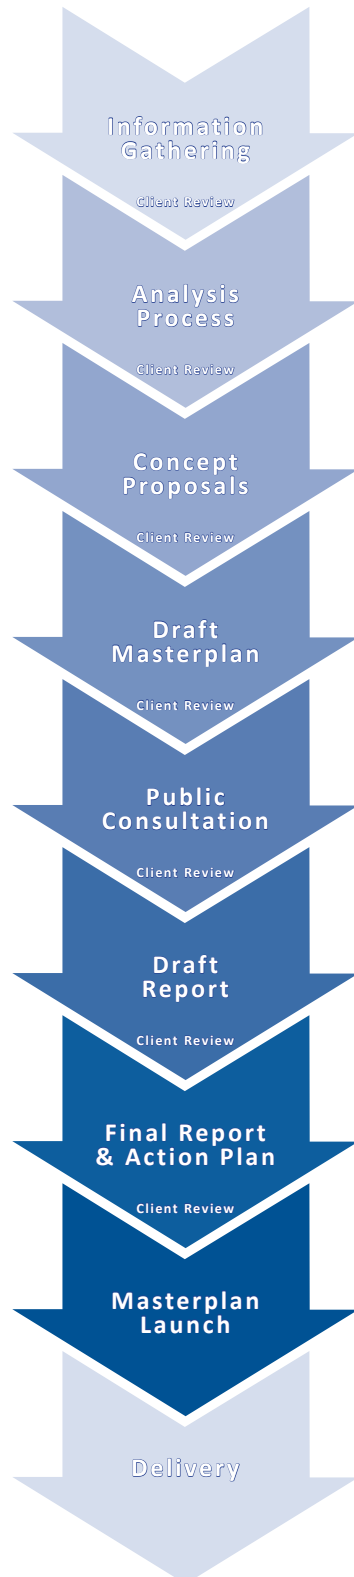 Information
Gathering
Client Review
Analysis
Process
Client Review
Concept
Proposals
Client Review
Draft
Masterplan
Client Review
Public
Consultation
Client Review
Draft
Report
Client Review
Final Report
& Action Plan
Client Review
Masterplan
Launch
Delivery